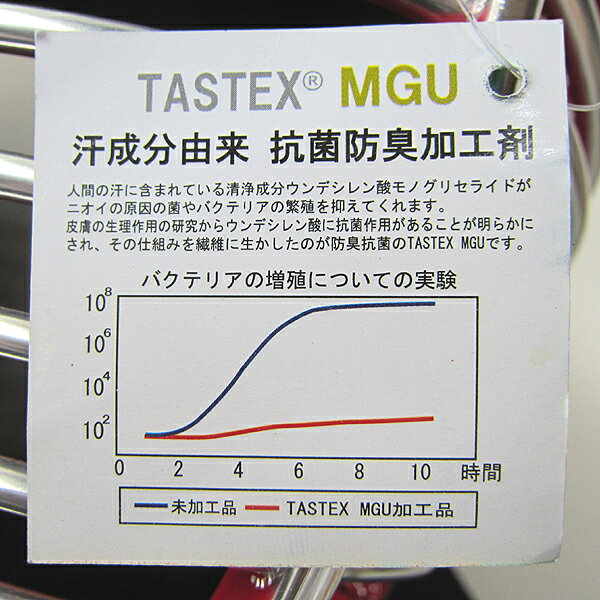 TASTEX® MGU
汗成分由来 抗菌防臭加工剤
人間の汗に含まれている清浄成分ウンデシレン酸モノグリセライドが
ニオイの原因の菌やバクテリアの繁殖を抑えてくれます。
皮膚の生理作用の研究からウンデシレン酸に抗菌作用があることが明らかに
され、その仕組みを繊維に生かしたのが防臭抗菌のTASTEX MGUです。
バクテリアの増殖についての実験
10⁸
10⁶
10⁴
10²
0 2 4 6 8 10 時間
未加工品 TASTEX MGU加工品